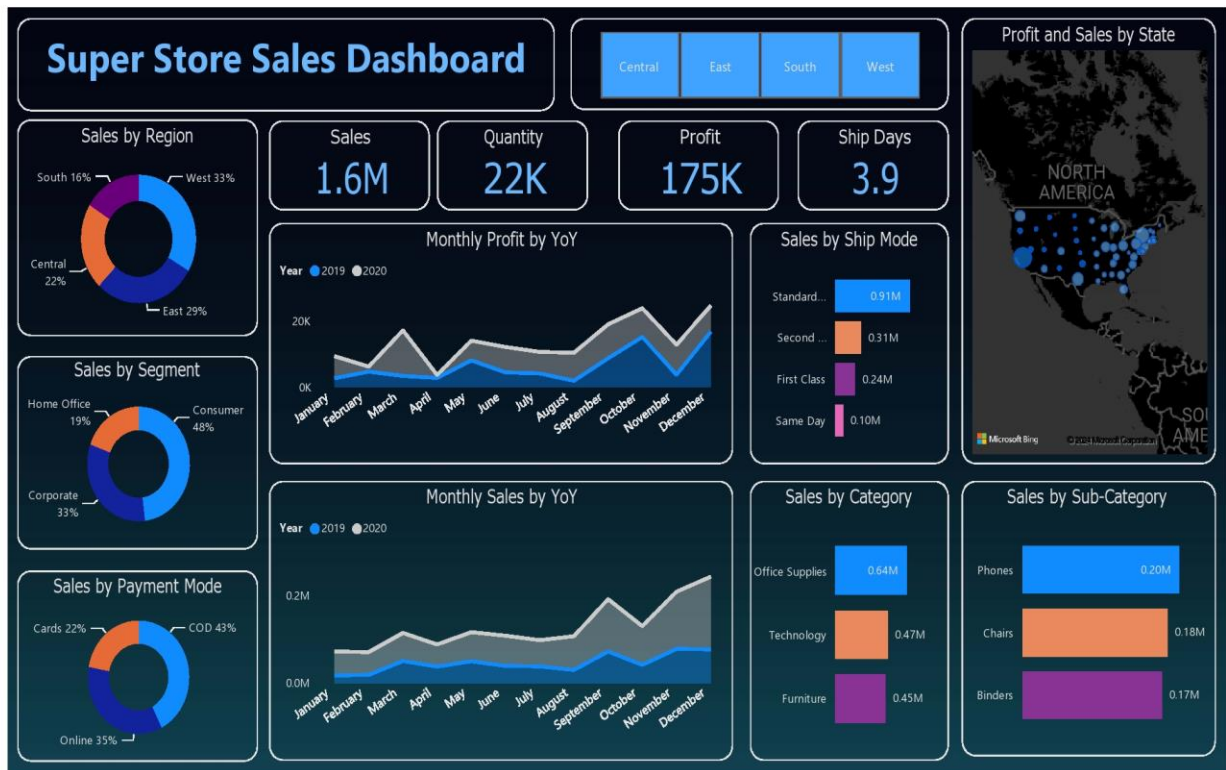 Super Store Sales Dashboard
Central
East
South
West
Profit and Sales by State
NORTH
AMERICA
SOU
AME
Microsoft Bing
© 2024 Microsoft Corporation
Sales by Region
South 16%
West 33%
Central
22%
East 29%
Sales
1.6M
Quantity
22K
Profit
175K
Ship Days
3.9
Monthly Profit by YoY
Year 2019 2020
20K
0K
January
February
March
April
May
June
July
August
September
October
November
December
Sales by Ship Mode
Standard... 0.91M
Second ... 0.31M
First Class 0.24M
Same Day 0.10M
Sales by Segment
Home Office
19%
Consumer
48%
Corporate
33%
Monthly Sales by YoY
Year 2019 2020
0.2M
0.0M
January
February
March
April
May
June
July
August
September
October
November
December
Sales by Category
Office Supplies 0.64M
Technology 0.47M
Furniture 0.45M
Sales by Sub-Category
Phones 0.20M
Chairs 0.18M
Binders 0.17M
Sales by Payment Mode
Cards 22%
COD 43%
Online 35%